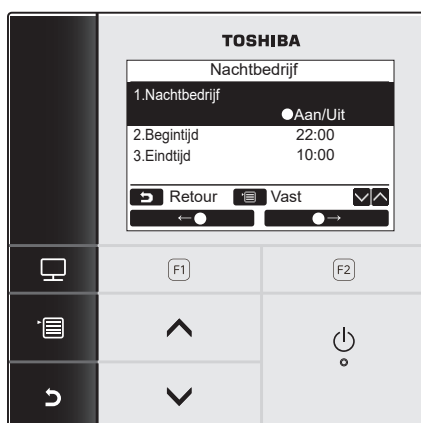 TOSHIBA
Nachtbedrijf
1.Nachtbedrijf
●Aan/Uit
2.Begintijd 22:00
3.Eindtijd 10:00
Retour Vast
←● ●→
F1 F2